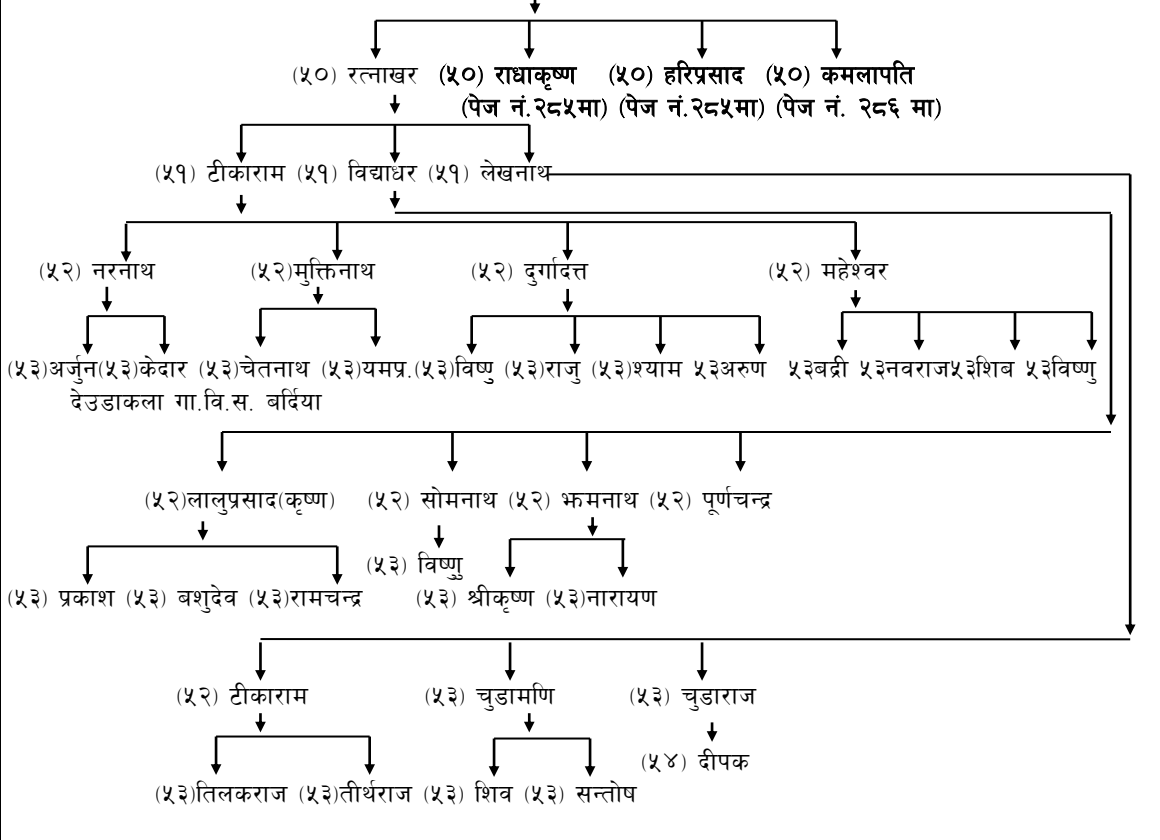 (५०) रत्नाखर (५०) राधाकृष्ण (५०) हरिप्रसाद (५०) कमलापति
(पेज नं.२८५मा) (पेज नं.२८५मा) (पेज नं. २८६ मा)
(५१) टीकाराम (५१) विद्याधर (५१) लेखनाथ
(५२) नरनाथ (५२)मुक्तिनाथ (५२) दुर्गादत्त (५२) महेश्वर
(५३)अर्जुन(५३)केदार (५३)चेतनाथ (५३)यमप्र.(५३)विष्णु (५३)राजु (५३)श्याम ५३अरुण ५३बद्री ५३नवराज५३शिब ५३विष्णु
देउडाकला गा.वि.स. बर्दिया
(५२)लालुप्रसाद(कृष्ण) (५२) सोमनाथ (५२) झमनाथ (५२) पूर्णचन्द्र
(५३) विष्णु
(५३) प्रकाश (५३) बशुदेव (५३)रामचन्द्र (५३) श्रीकृष्ण (५३)नारायण
(५२) टीकाराम (५३) चुडामणि (५३) चुडाराज
(५४) दीपक
(५३)तिलकराज (५३)तीर्थराज (५३) शिव (५३) सन्तोष